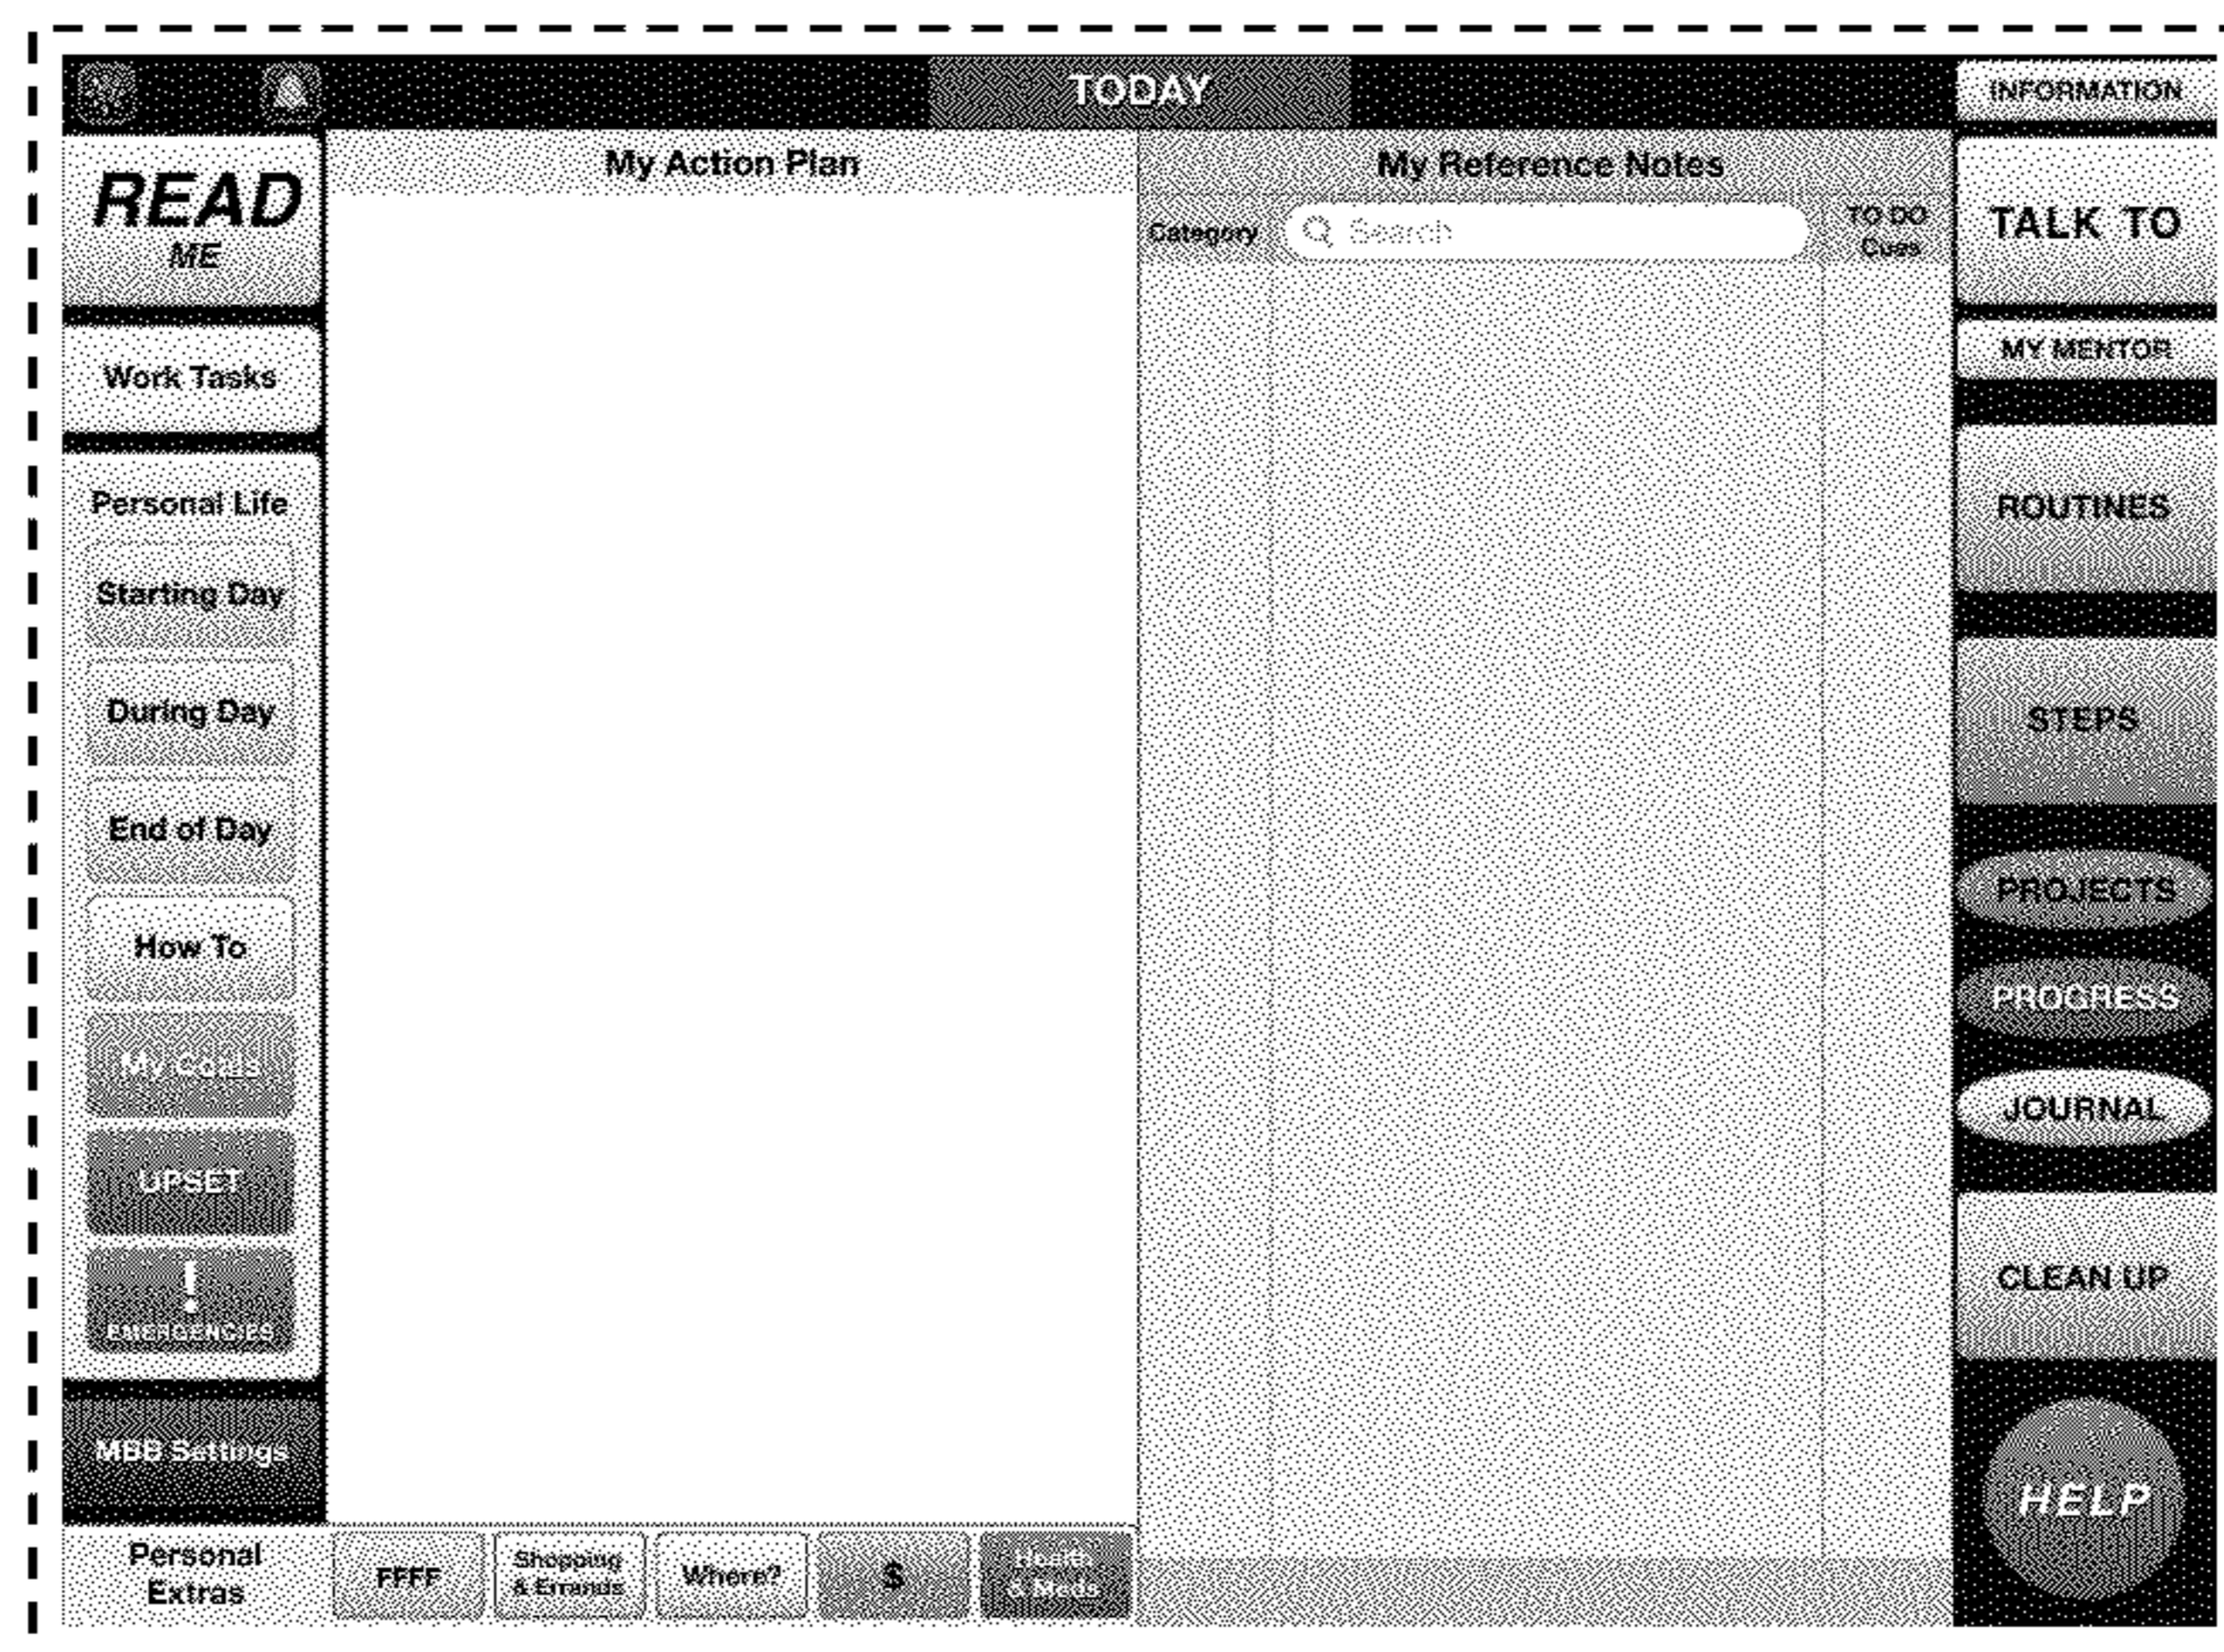 TODAY
INFORMATION
READ
ME
My Action Plan
My Reference Notes
Category
Search
TO DO
Cues
TALK TO
MY MENTOR
Work Tasks
Personal Life
Starting Day
During Day
End of Day
How To
My Goals
UPSET
!
EMERGENCIES
MBB Settings
ROUTINES
STEPS
PROJECTS
PROGRESS
JOURNAL
CLEAN UP
HELP
Personal
Extras
FFFF
Shopping
& Errands
Where?
$
Health
& Meds